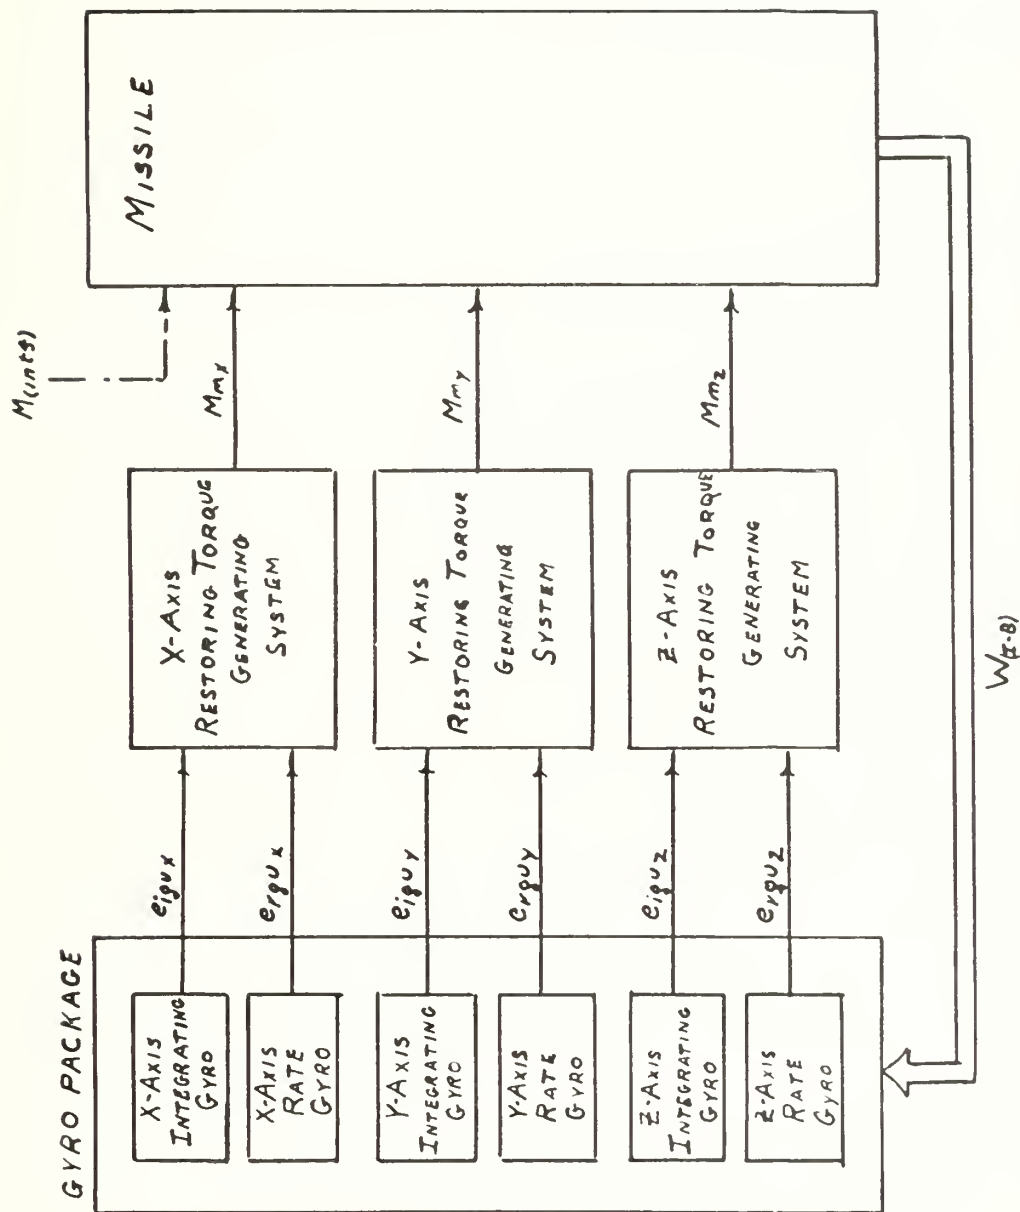 GYRO PACKAGE
X-AXIS
INTEGRATING
GYRO
X-AXIS
RATE
GYRO
Y-AXIS
INTEGRATING
GYRO
Y-AXIS
RATE
GYRO
Z-AXIS
INTEGRATING
GYRO
Z-AXIS
RATE
GYRO
eigux
ergux
eiguy
erguy
eiguz
erguz
X-AXIS
RESTORING TORQUE
GENERATING
SYSTEM
Y-AXIS
RESTORING TORQUE
GENERATING
SYSTEM
Z-AXIS
RESTORING TORQUE
GENERATING
SYSTEM
Mmx
Mmy
Mmz
M(intf)
MISSILE
W(I-B)